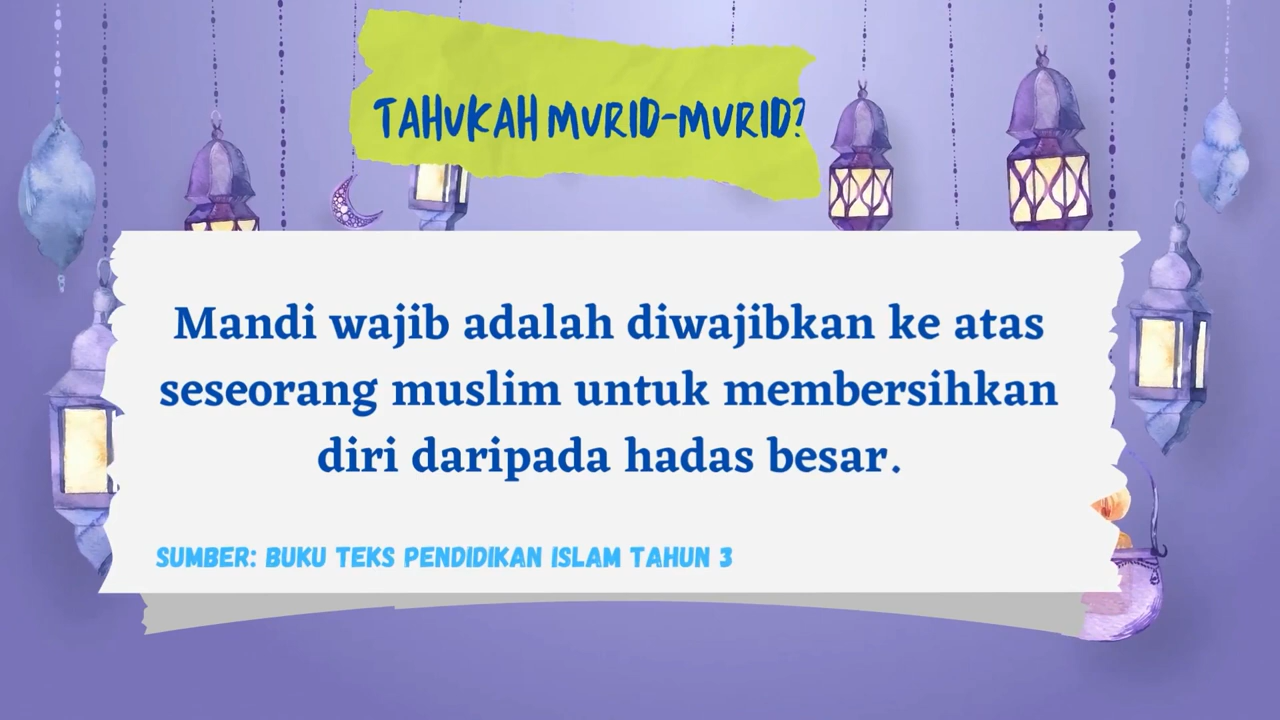 TAHUKAH MURID-MURID?
Mandi wajib adalah diwajibkan ke atas
seseorang muslim untuk membersihkan
diri daripada hadas besar.
SUMBER: BUKU TEKS PENDIDIKAN ISLAM TAHUN 3